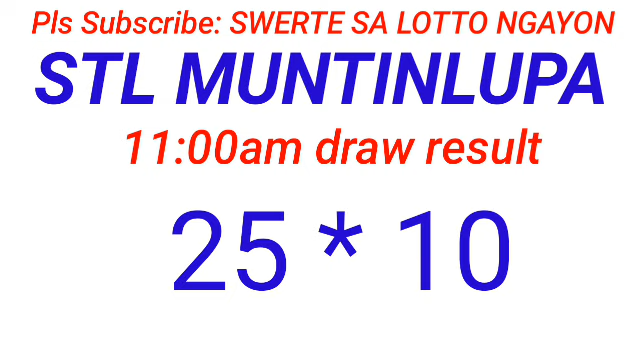 Pls Subscribe: SWERTE SA LOTTO NGAYON
STL MUNTINLUPA
11:00am draw result
25 * 10